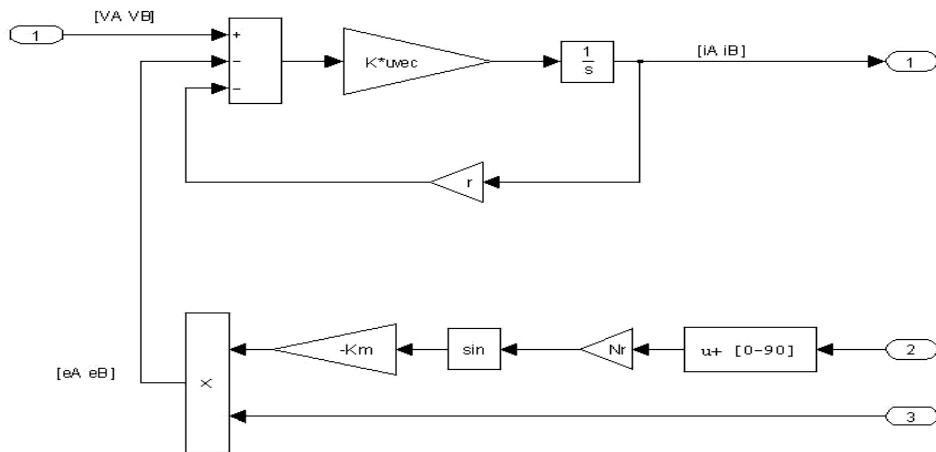 [VA VB]
1
+
−
−
K*uvec
1
s
[iA iB]
1
r
[eA eB]
X
-Km
sin
Nr
u+ [0-90]
2
3